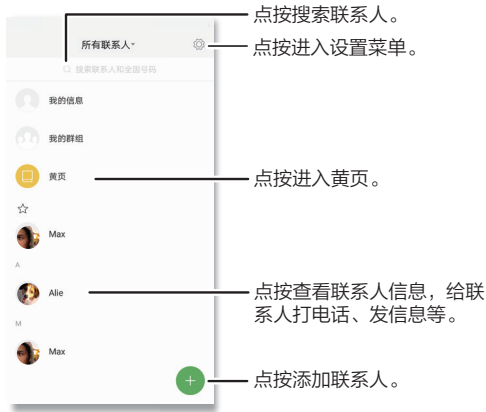 点按搜索联系人。
所有联系人
点按进入设置菜单。
搜索联系人和全国号码
我的信息
我的群组
黄页
点按进入黄页。
Max
A
Alie
点按查看联系人信息，给联
系人打电话、发信息等。
M
Max
点按添加联系人。